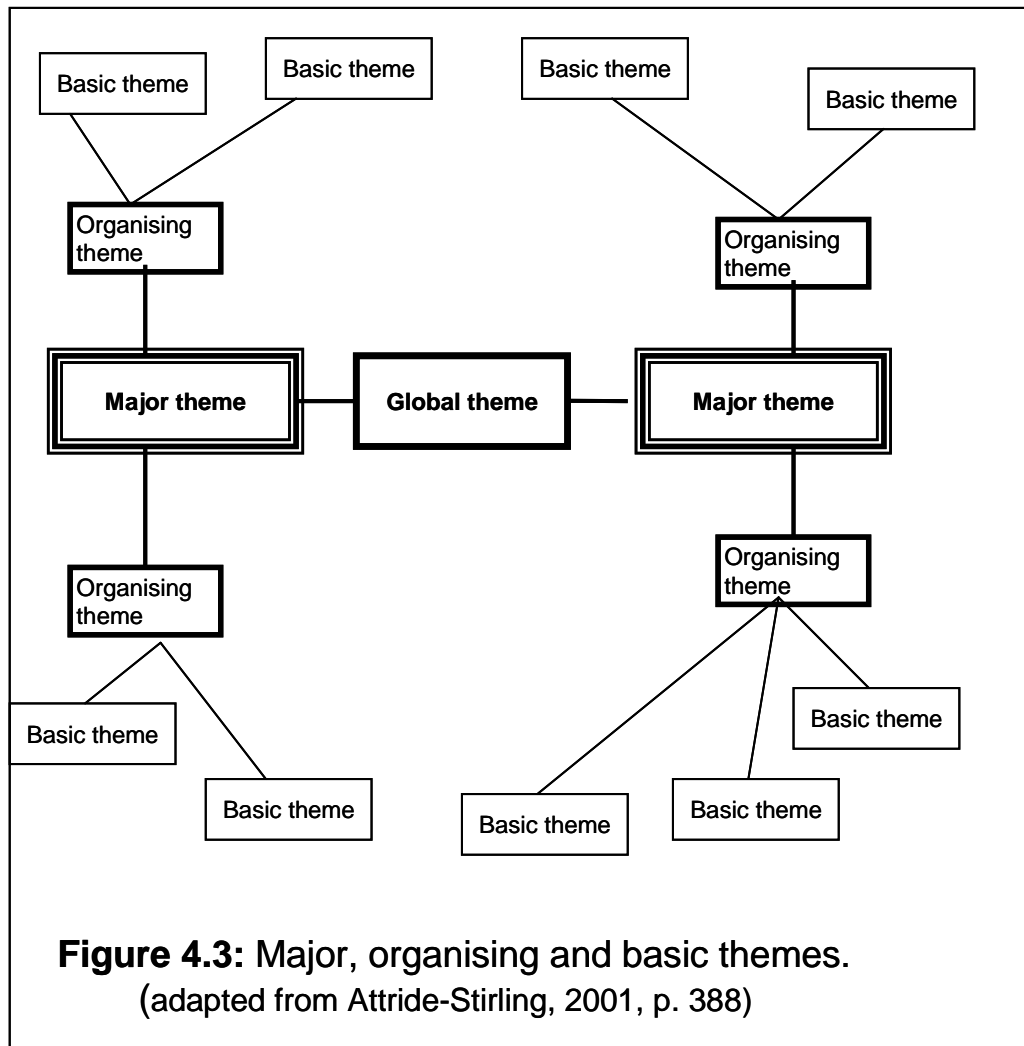 Basic theme
Basic theme
Basic theme
Basic theme
Organising
theme
Organising
theme
Major theme
Global theme
Major theme
Organising
theme
Organising
theme
Basic theme
Basic theme
Basic theme
Basic theme
Basic theme
Figure 4.3: Major, organising and basic themes.
(adapted from Attride-Stirling, 2001, p. 388)